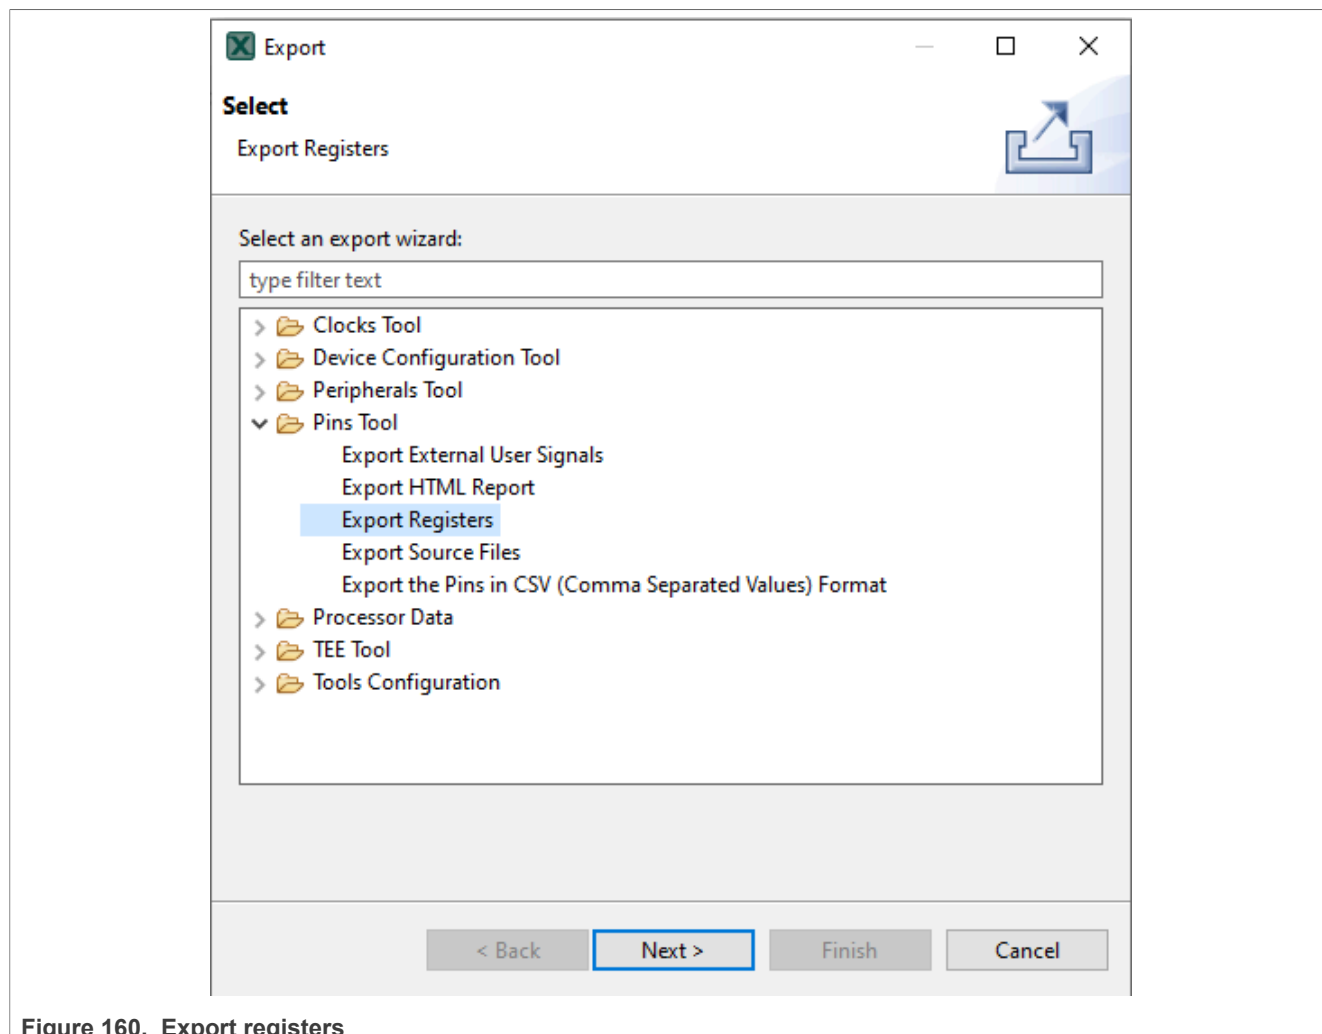 Export
Select
Export Registers
Select an export wizard:
type filter text
Clocks Tool
Device Configuration Tool
Peripherals Tool
Pins Tool
Export External User Signals
Export HTML Report
Export Registers
Export Source Files
Export the Pins in CSV (Comma Separated Values) Format
Processor Data
TEE Tool
Tools Configuration
< Back Next > Finish Cancel
Figure 160. Export registers